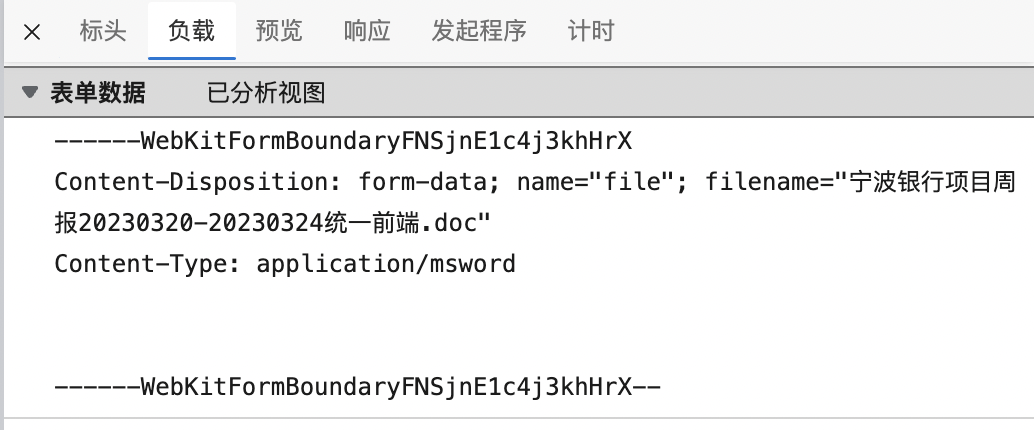 标头 负载 预览 响应 发起程序 计时
表单数据 已分析视图
------WebKitFormBoundaryFNSjnE1c4j3khHrX
Content-Disposition: form-data; name="file"; filename="宁波银行项目周
报20230320-20230324统一前端.doc"
Content-Type: application/msword
------WebKitFormBoundaryFNSjnE1c4j3khHrX--